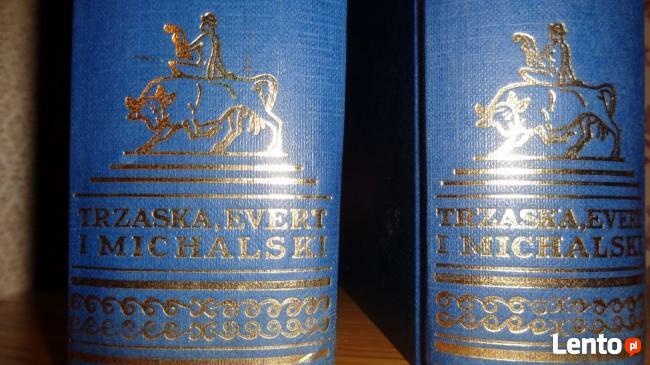 TRZASKA, EVERT
I MICHALSKI
TRZASKA, EVERT
I MICHALSKI
Lento.pl